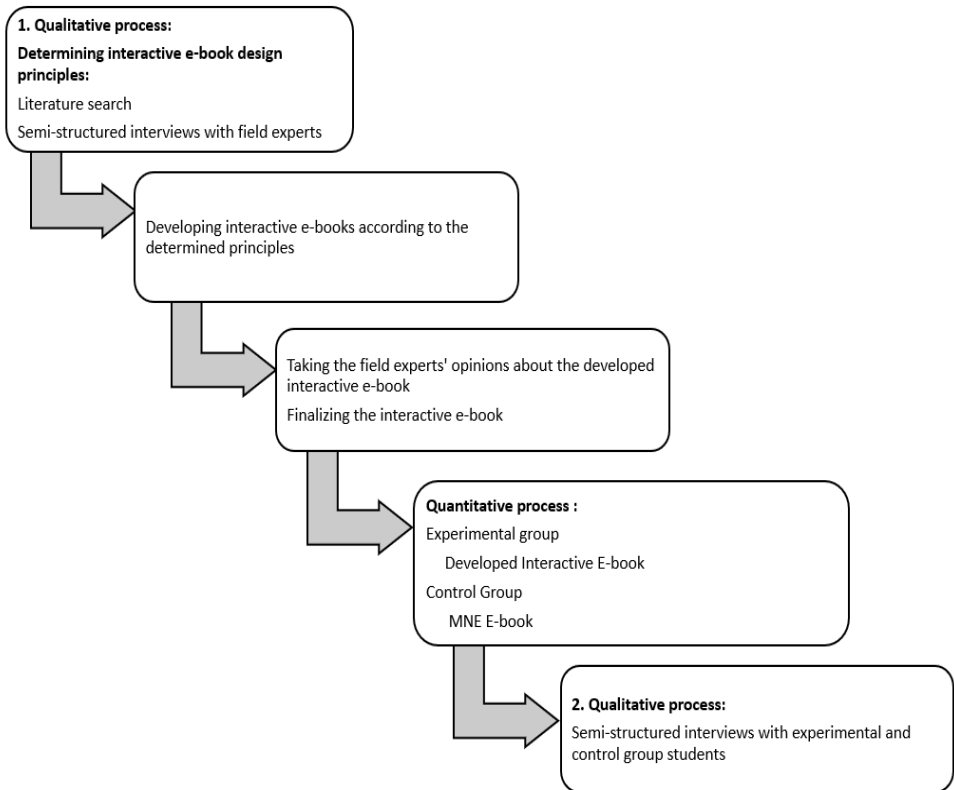 1. Qualitative process:
Determining interactive e-book design
principles:
Literature search
Semi-structured interviews with field experts
Developing interactive e-books according to the
determined principles
Taking the field experts' opinions about the developed
interactive e-book
Finalizing the interactive e-book
Quantitative process :
Experimental group
Developed Interactive E-book
Control Group
MNE E-book
2. Qualitative process:
Semi-structured interviews with experimental and
control group students